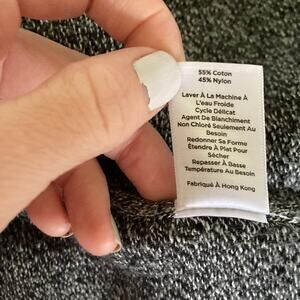 55% Coton
45% Nylon
Laver À La Machine À
L'eau Froide
Cycle Délicat
Agent De Blanchiment
Non Chloré Seulement Au
Besoin
Redonner Sa Forme
Étendre À Plat Pour
Sécher
Repasser À Basse
Température Au Besoin
Fabriqué À Hong Kong